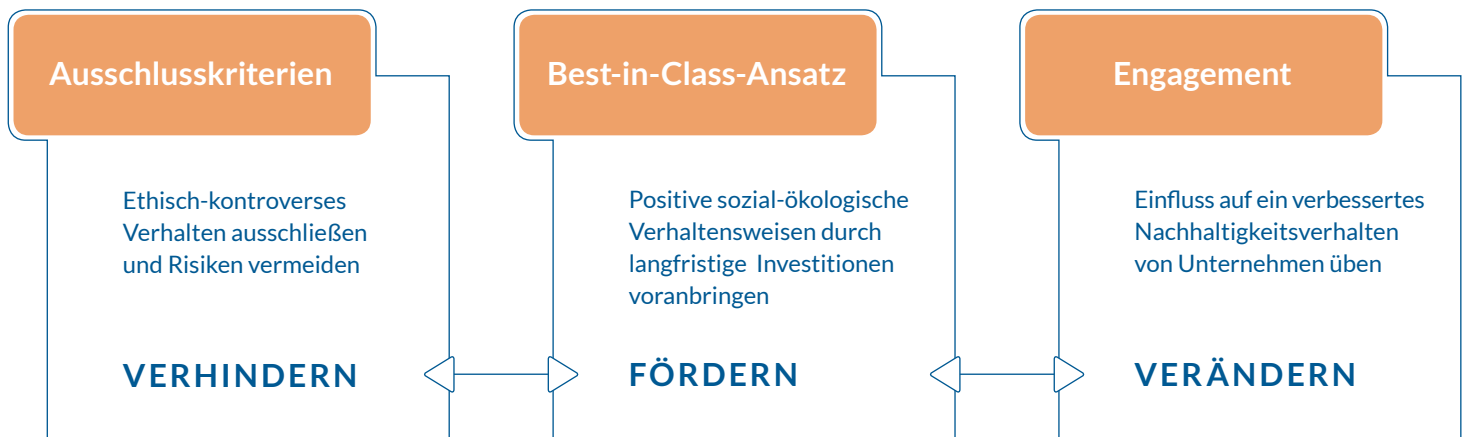 Ausschlusskriterien
Ethisch-kontroverses
Verhalten ausschließen
und Risiken vermeiden
VERHINDERN
Best-in-Class-Ansatz
Positive sozial-ökologische
Verhaltensweisen durch
langfristige Investitionen
voranbringen
FÖRDERN
Engagement
Einfluss auf ein verbessertes
Nachhaltigkeitsverhalten
von Unternehmen üben
VERÄNDERN